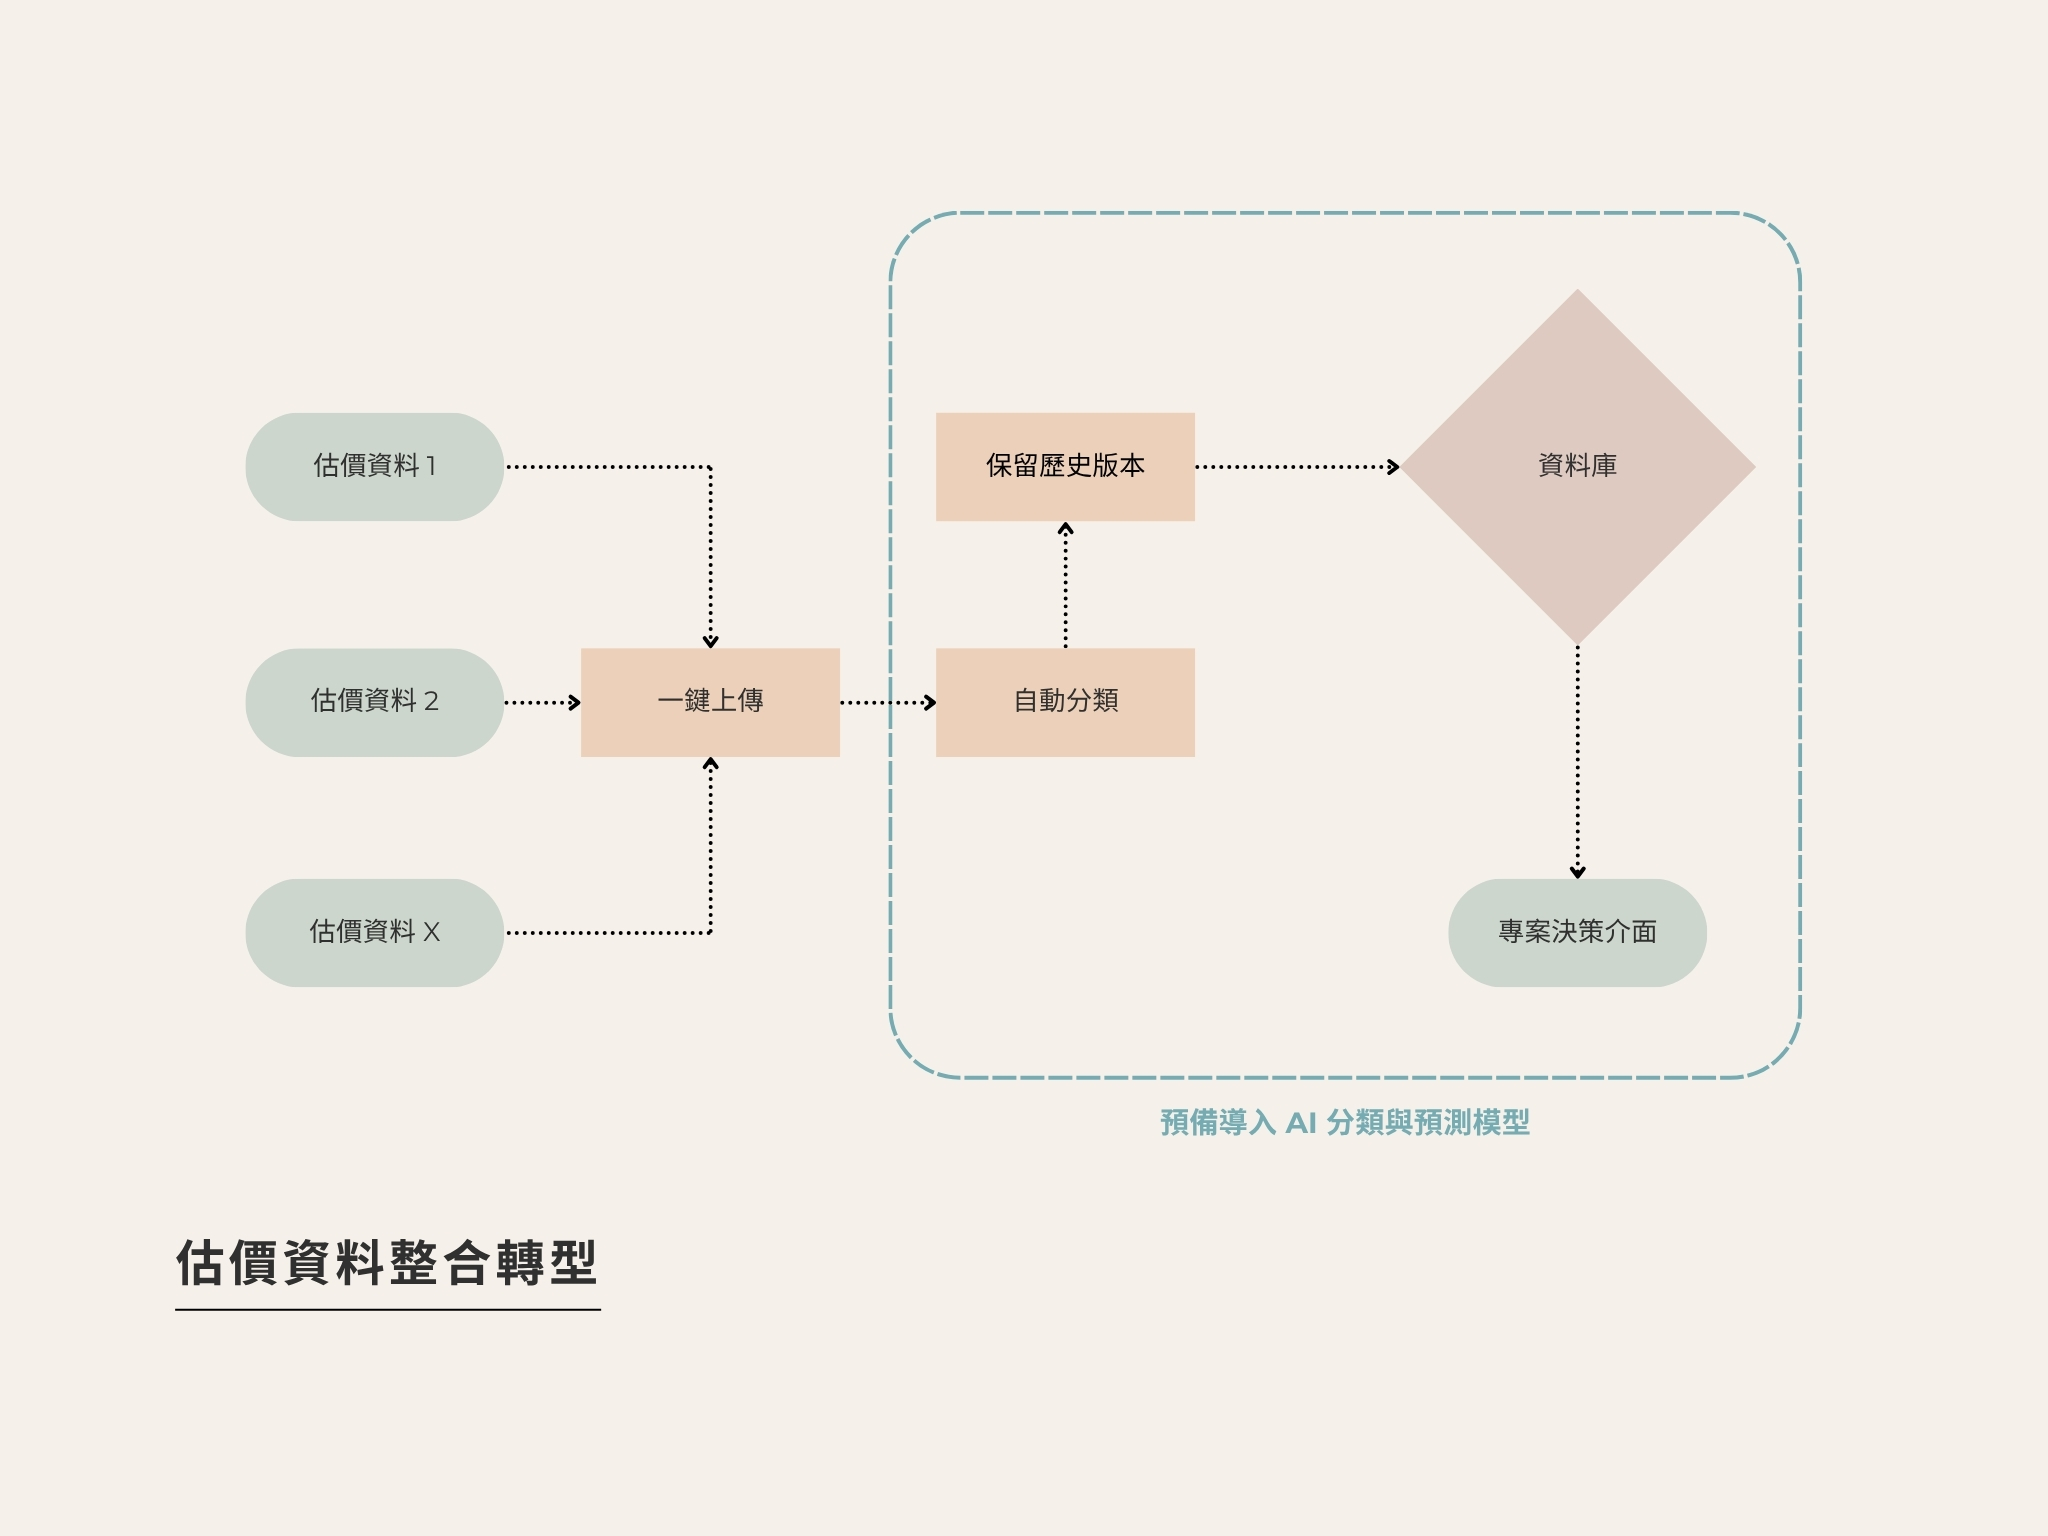 估價資料 1
保留歷史版本
資料庫
估價資料 2
一鍵上傳
自動分類
估價資料 X
專案決策介面
預備導入 AI 分類與預測模型
估價資料整合轉型